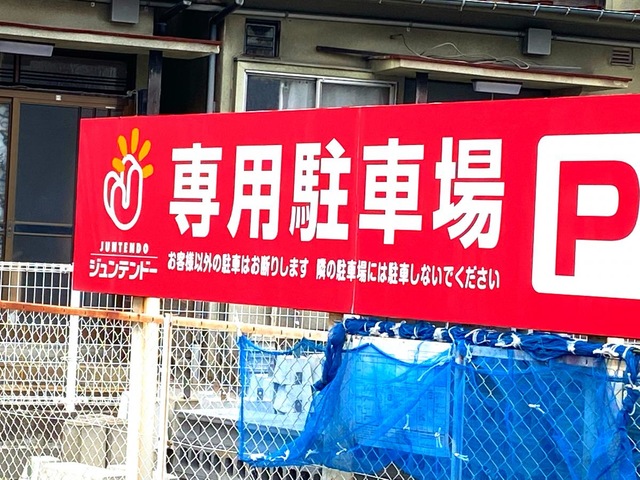 専用駐車場
P
JUNTENDO
ジュンテンドー
お客様以外の駐車はお断りします 隣の駐車場には駐車しないでください